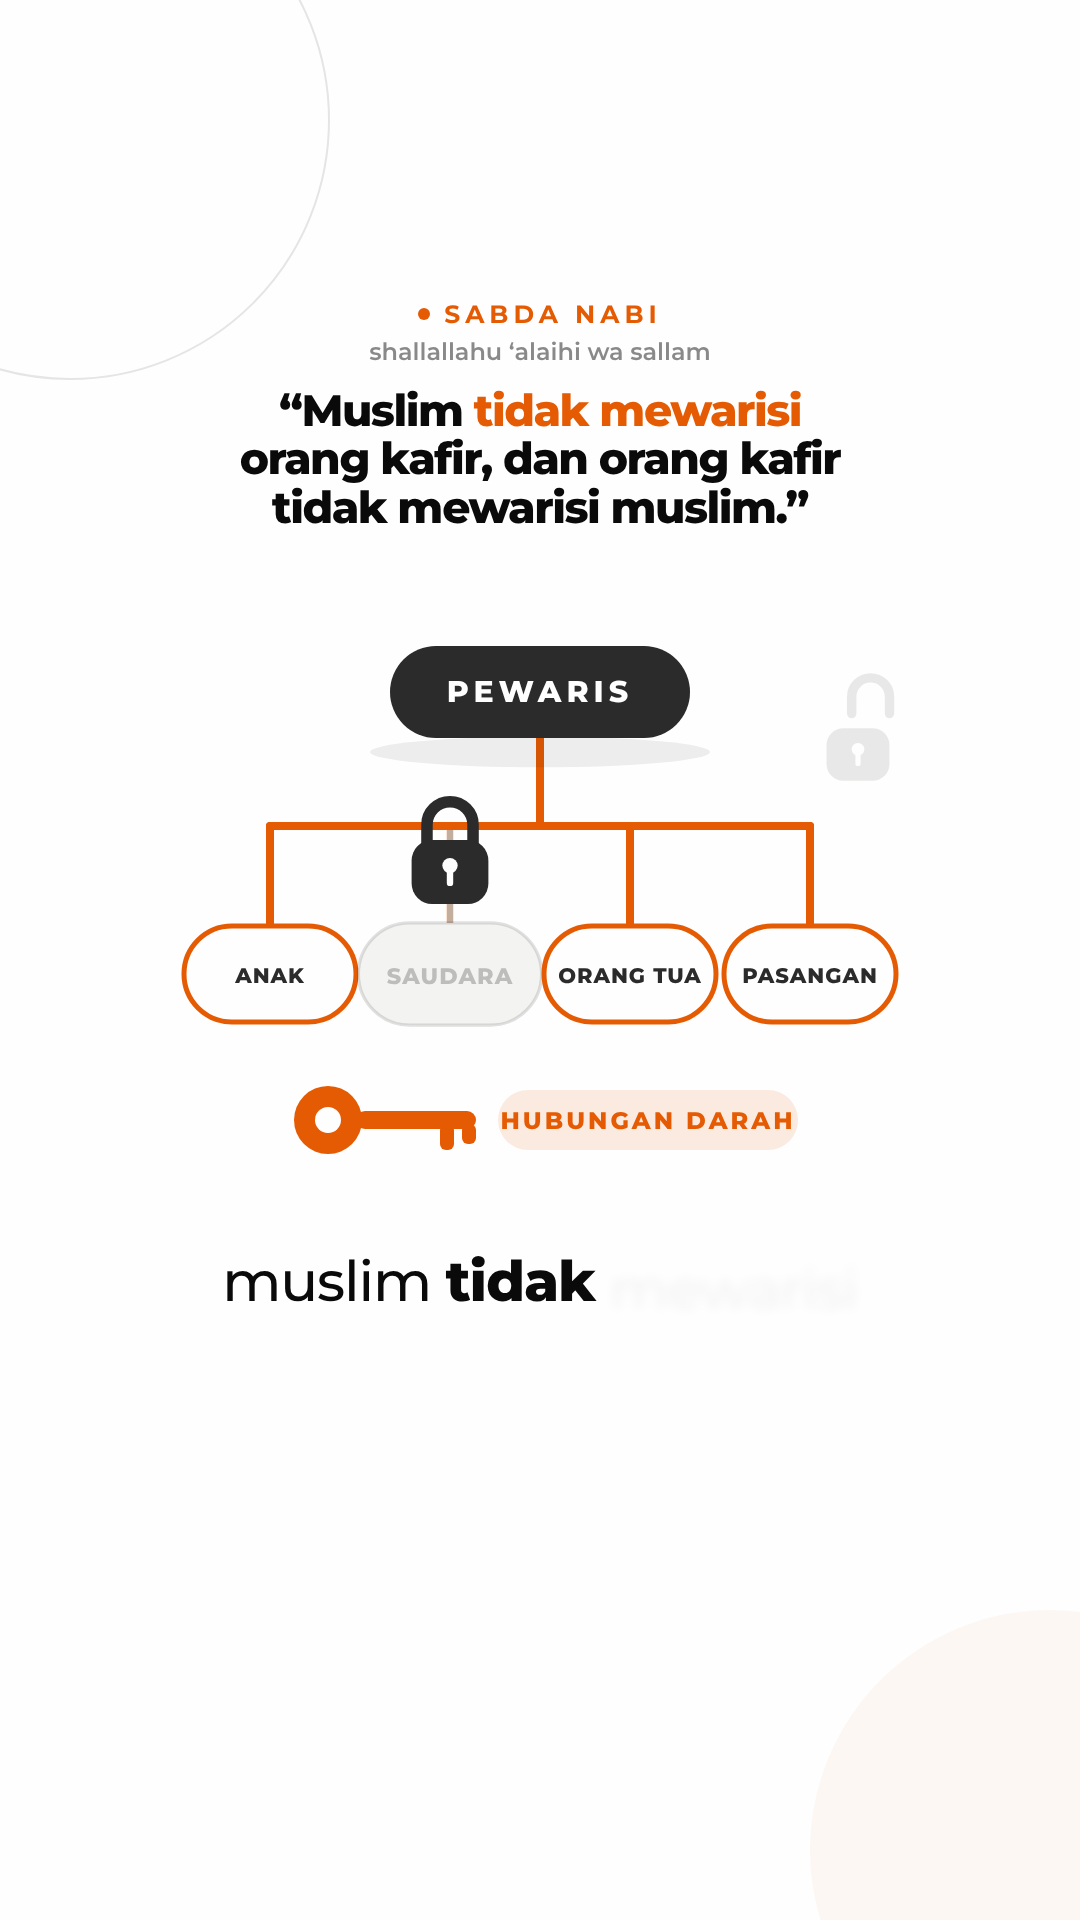 SABDA NABI
shallallahu ‘alaihi wa sallam
“Muslim tidak mewarisi
orang kafir, dan orang kafir
tidak mewarisi muslim.”
PEWARIS
ANAK
SAUDARA
ORANG TUA
PASANGAN
HUBUNGAN DARAH
muslim tidak mewarisi